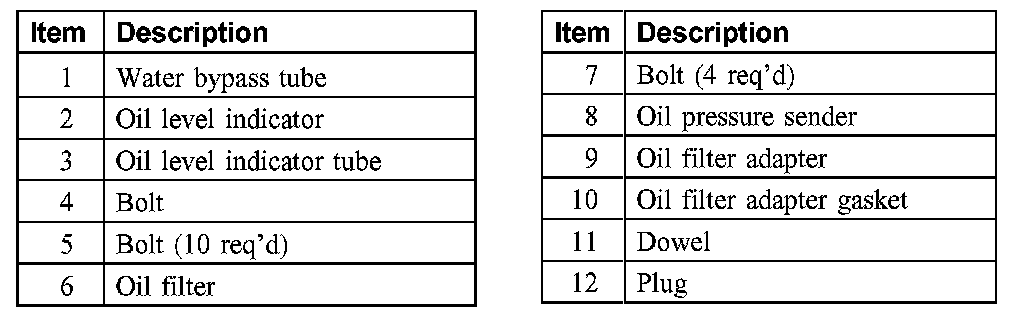 Item Description
1 Water bypass tube
2 Oil level indicator
3 Oil level indicator tube
4 Bolt
5 Bolt (10 req'd)
6 Oil filter
Item Description
7 Bolt (4 req'd)
8 Oil pressure sender
9 Oil filter adapter
10 Oil filter adapter gasket
11 Dowel
12 Plug